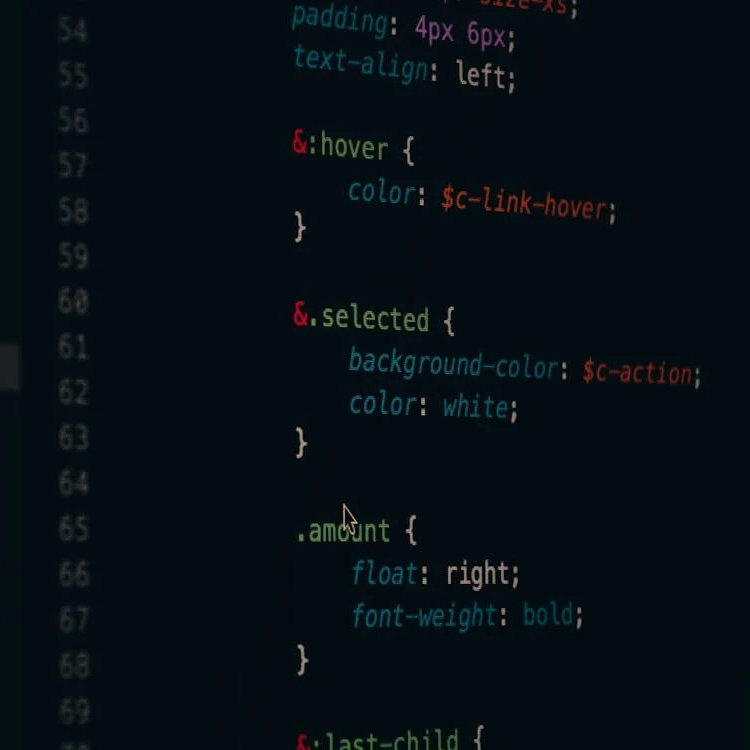 padding: 4px 6px;
54 text-align: left;
55
56 &:hover {
57 color: $c-link-hover;
58 }
59
60 &.selected {
61 background-color: $c-action;
62 color: white;
63 }
64
65 .amount {
66 float: right;
67 font-weight: bold;
68 }
69
&:last-child {